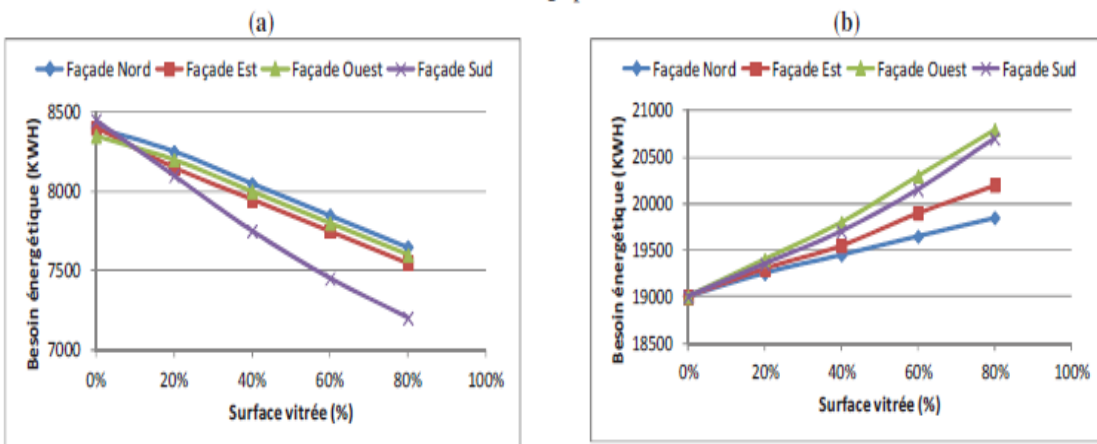 (a)
Façade Nord Façade Est Façade Ouest Façade Sud
Besoin énergétique (KWH)
8500
8000
7500
7000
0% 20% 40% 60% 80% 100%
Surface vitrée (%)
(b)
Façade Nord Façade Est Façade Ouest Façade Sud
Besoin énergétique (KWH)
21000
20500
20000
19500
19000
18500
0% 20% 40% 60% 80% 100%
Surface vitrée (%)